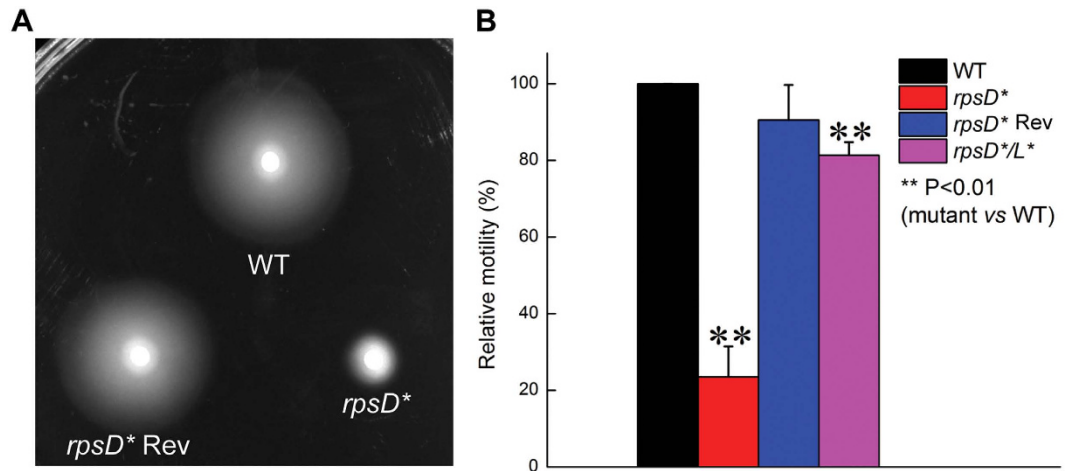 A
WT
rpsD* Rev
rpsD*
B
Relative motility (%)
100
80
60
40
20
0
**
**
WT
rpsD*
rpsD* Rev
rpsD*/L*
** P<0.01
(mutant vs WT)